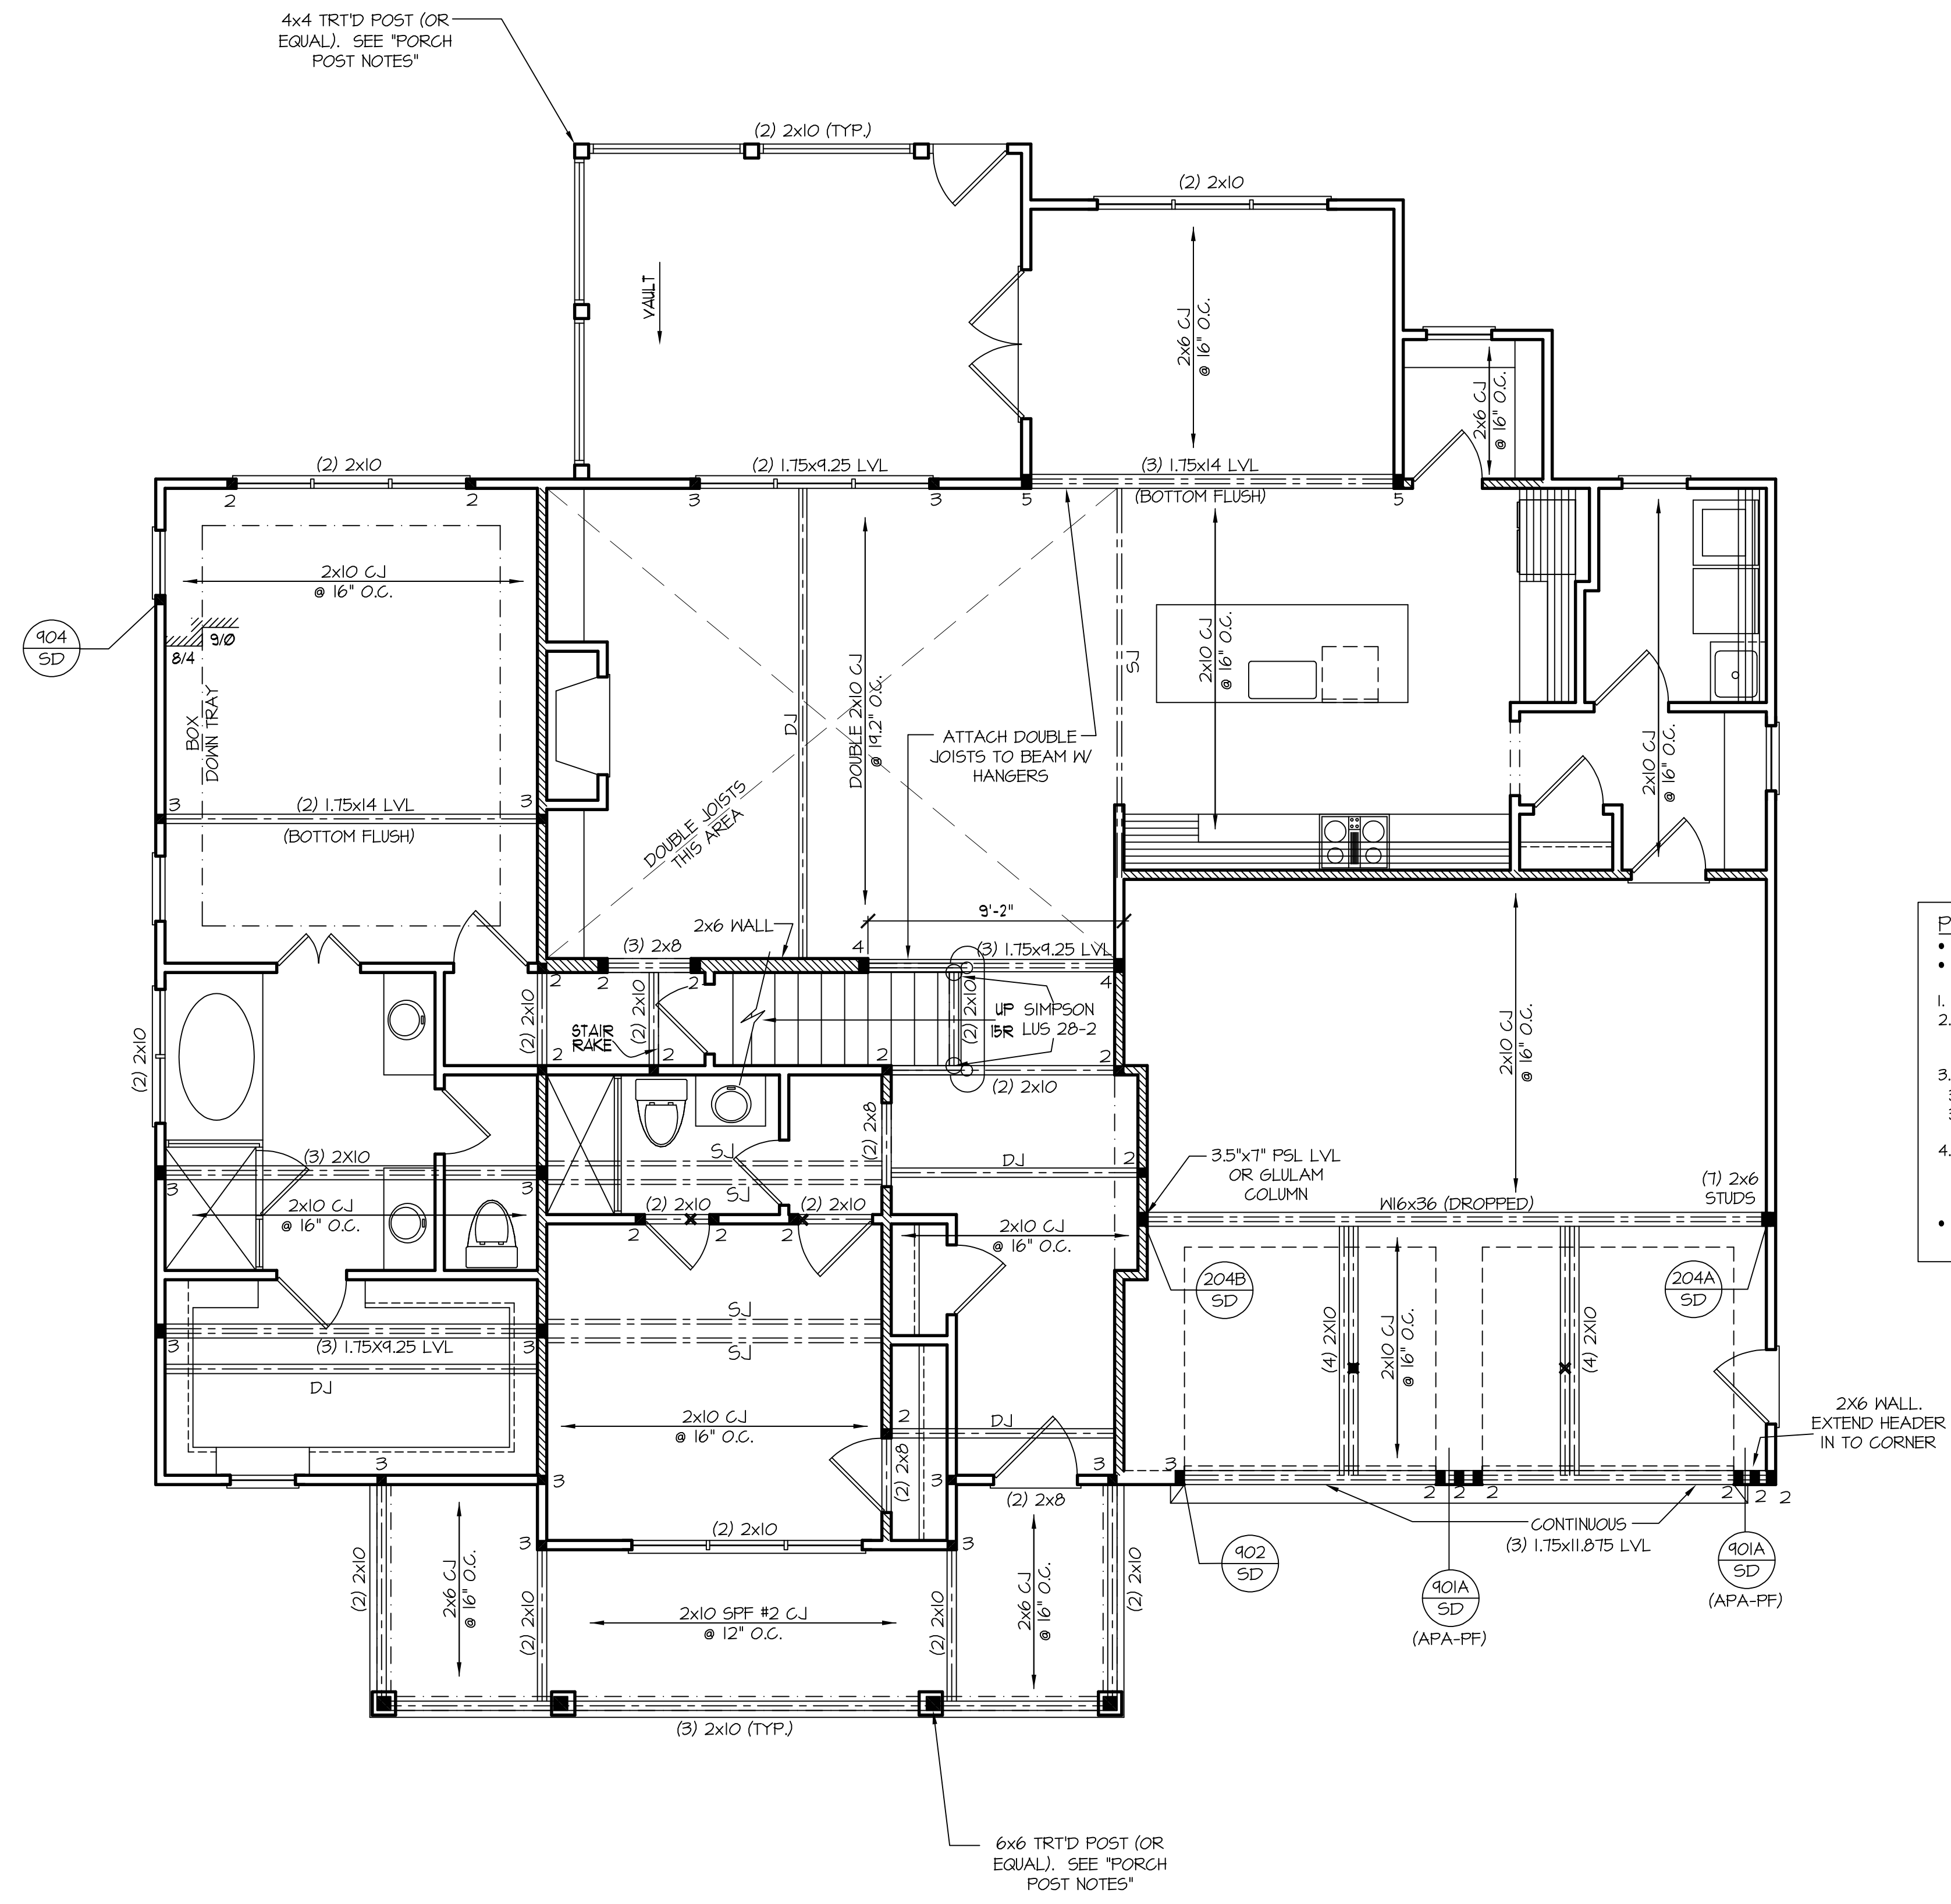 4x4 TRT'D POST (OR
EQUAL). SEE "PORCH
POST NOTES"
(2) 2x10 (TYP.)
(2) 2x10
VAULT
2x6 CJ
@ 16" O.C.
2x6 CJ
@ 16" O.C.
(2) 2x10
(2) 1.75x9.25 LVL
(3) 1.75x14 LVL
(BOTTOM FLUSH)
2
2
3
3
5
5
2x10 CJ
@ 16" O.C.
904
SD
9/0
8/4
BOX
DOWN TRAY
DJ
DOUBLE 2x10 CJ
@ 19.2" O.C.
SJ
2x10 CJ
@ 16" O.C.
2x10 CJ
@ 16" O.C.
ATTACH DOUBLE
JOISTS TO BEAM W/
HANGERS
DOUBLE JOISTS
THIS AREA
3
(2) 1.75x14 LVL
3
(BOTTOM FLUSH)
9'-2"
2x6 WALL
(3) 2x8
4
(3) 1.75x9.25 LVL
2
2
2
4
(2) 2x10
(2) 2x10
(2) 2x10
(2) 2x10
STAIR
RAKE
UP
15R
SIMPSON
LUS 28-2
2
2
2
2
(2) 2x10
2x10 CJ
@ 16" O.C.
(2) 2x8
(3) 2X10
3
3
SJ
SJ
DJ
2
3.5"x7" PSL LVL
OR GLULAM
COLUMN
(7) 2x6
STUDS
W16x36 (DROPPED)
2x10 CJ
@ 16" O.C.
(2) 2x10
(2) 2x10
2
2
2
2x10 CJ
@ 16" O.C.
204B
SD
204A
SD
SJ
SJ
3
(3) 1.75X9.25 LVL
3
DJ
(4) 2X10
2x10 CJ
@ 16" O.C.
(4) 2X10
2x10 CJ
@ 16" O.C.
2
DJ
(2) 2x8
2X6 WALL.
EXTEND HEADER
IN TO CORNER
3
3
3
3
3
2
2
2
2
2
2
(2) 2x8
(2) 2x10
3
3
CONTINUOUS
(3) 1.75x11.875 LVL
902
SD
901A
SD
(APA-PF)
901A
SD
(APA-PF)
(2) 2x10
2x6 CJ
@ 16" O.C.
(2) 2x10
2x10 SPF #2 CJ
@ 12" O.C.
(2) 2x10
2x6 CJ
@ 16" O.C.
(2) 2x10
(3) 2x10 (TYP.)
6x6 TRT'D POST (OR
EQUAL). SEE "PORCH
POST NOTES"
1.
2.
3.
4.